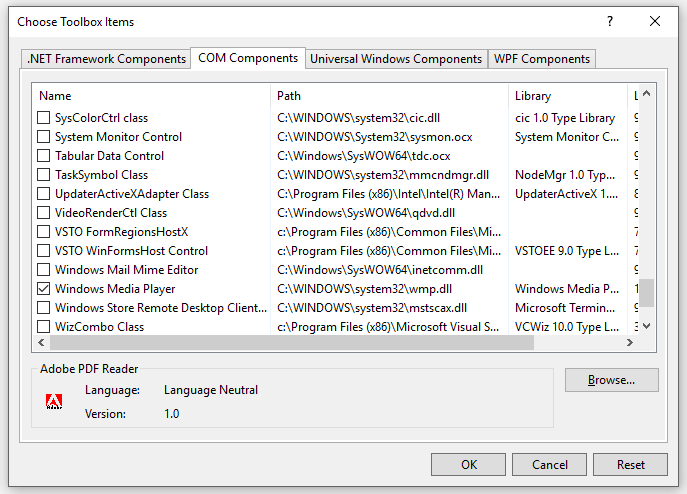 Choose Toolbox Items ? ×
.NET Framework Components COM Components Universal Windows Components WPF Components
Name Path Library L
SysColorCtrl class C:\WINDOWS\system32\cic.dll cic 1.0 Type Library 9
System Monitor Control C:\WINDOWS\system32\sysmon.ocx System Monitor C... 9
Tabular Data Control C:\Windows\SysWOW64\tdc.ocx 9
TaskSymbol Class C:\WINDOWS\system32\mmcndmgr.dll NodeMgr 1.0 Typ... 9
UpdaterActiveXAdapter Class C:\Program Files (x86)\Intel\Intel(R) Man... UpdaterActiveX 1.... 8
VideoRenderCtl Class C:\Windows\SysWOW64\qdvd.dll 9
VSTO FormRegionsHostX c:\Program Files (x86)\Common Files\Mi... 7
VSTO WinFormsHost Control c:\Program Files (x86)\Common Files\Mi... VSTOEE 9.0 Type L... 7
Windows Mail Mime Editor C:\Windows\SysWOW64\inetcomm.dll 9
Windows Media Player C:\WINDOWS\system32\wmp.dll Windows Media P... 1
Windows Store Remote Desktop Client... C:\WINDOWS\system32\mstscax.dll Microsoft Termin... 9
WizCombo Class c:\Program Files (x86)\Microsoft Visual S... VCWiz 10.0 Type L... 3
Adobe PDF Reader
Browse...
Language: Language Neutral
Version: 1.0
OK Cancel Reset